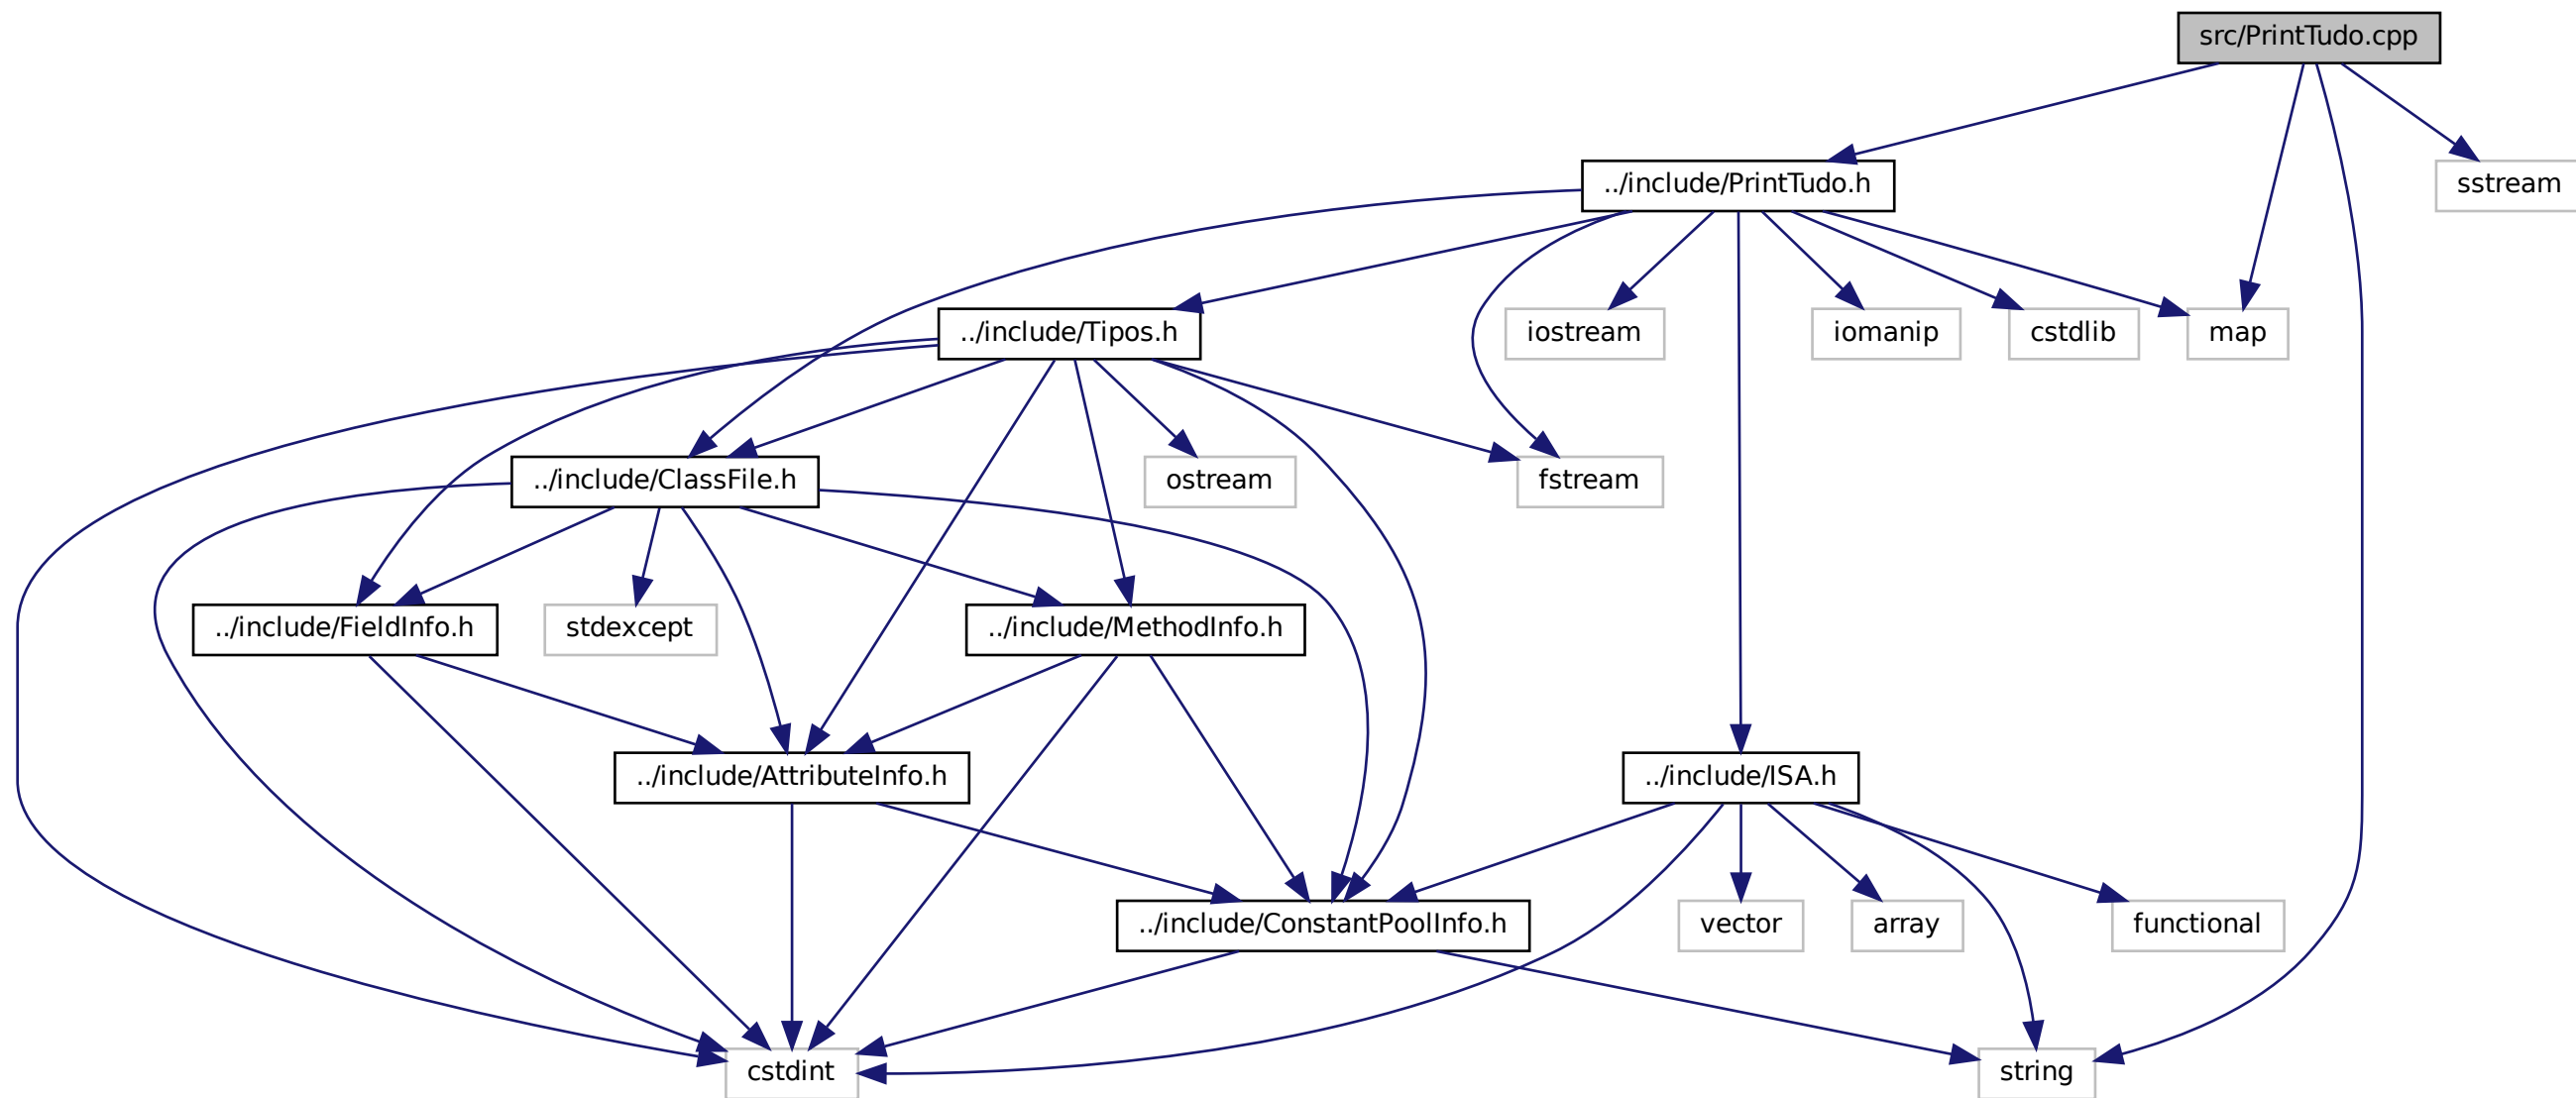 src/PrintTudo.cpp
../include/PrintTudo.h
sstream
../include/Tipos.h
iostream
iomanip
cstdlib
map
../include/ClassFile.h
ostream
fstream
../include/FieldInfo.h
stdexcept
../include/MethodInfo.h
../include/AttributeInfo.h
../include/ISA.h
../include/ConstantPoolInfo.h
vector
array
functional
cstdint
string